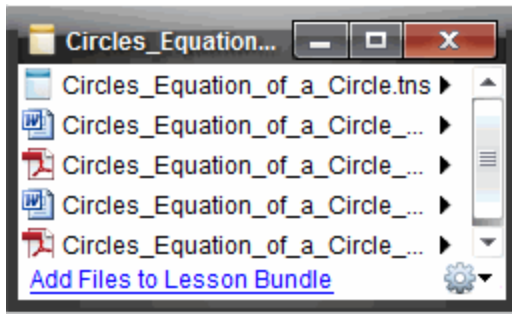 Circles_Equation...
Circles_Equation_of_a_Circle.tns
Circles_Equation_of_a_Circle_...
Circles_Equation_of_a_Circle_...
Circles_Equation_of_a_Circle_...
Circles_Equation_of_a_Circle_...
Add Files to Lesson Bundle